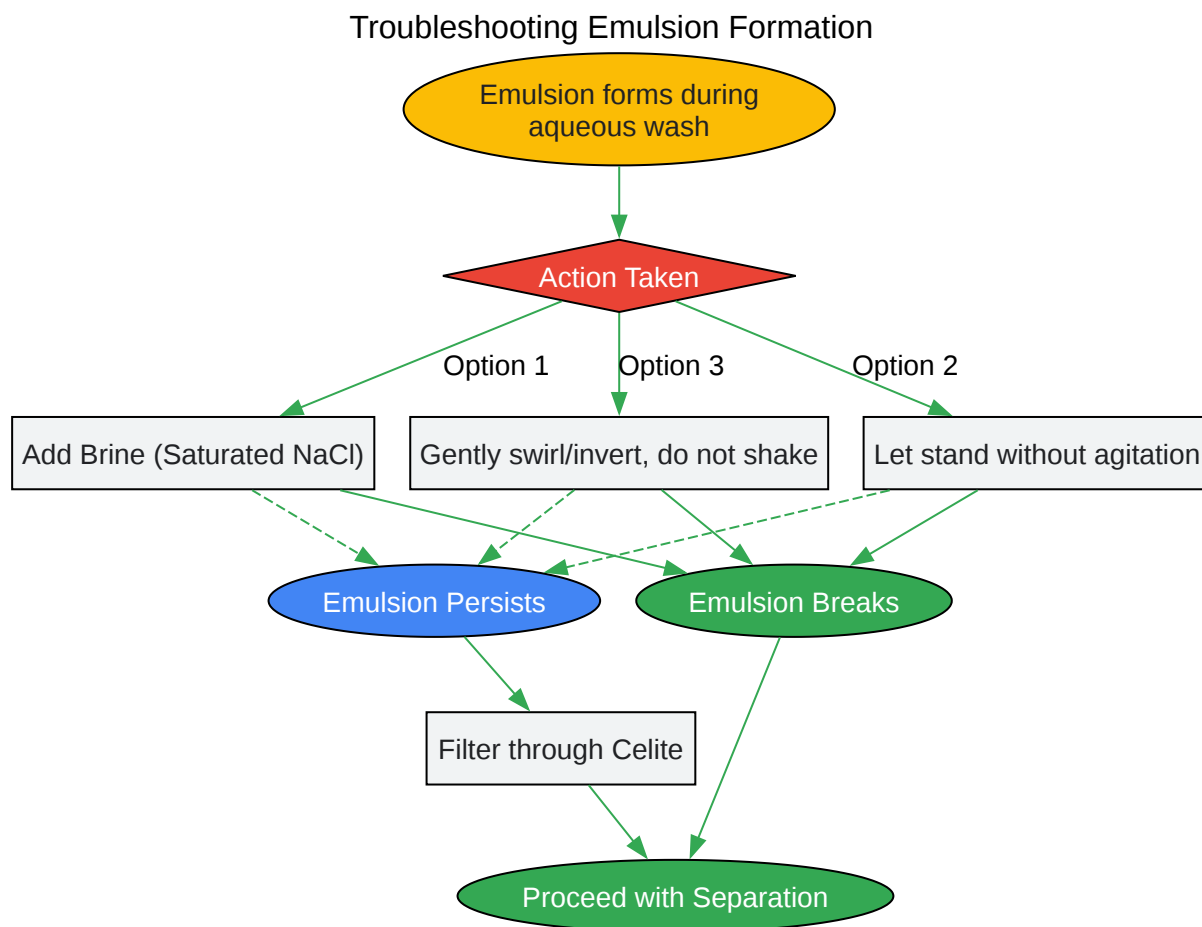 Troubleshooting Emulsion Formation
Emulsion forms during
aqueous wash
Action Taken
Option 1
Option 3
Option 2
Add Brine (Saturated NaCl)
Gently swirl/invert, do not shake
Let stand without agitation
Emulsion Persists
Emulsion Breaks
Filter through Celite
Proceed with Separation